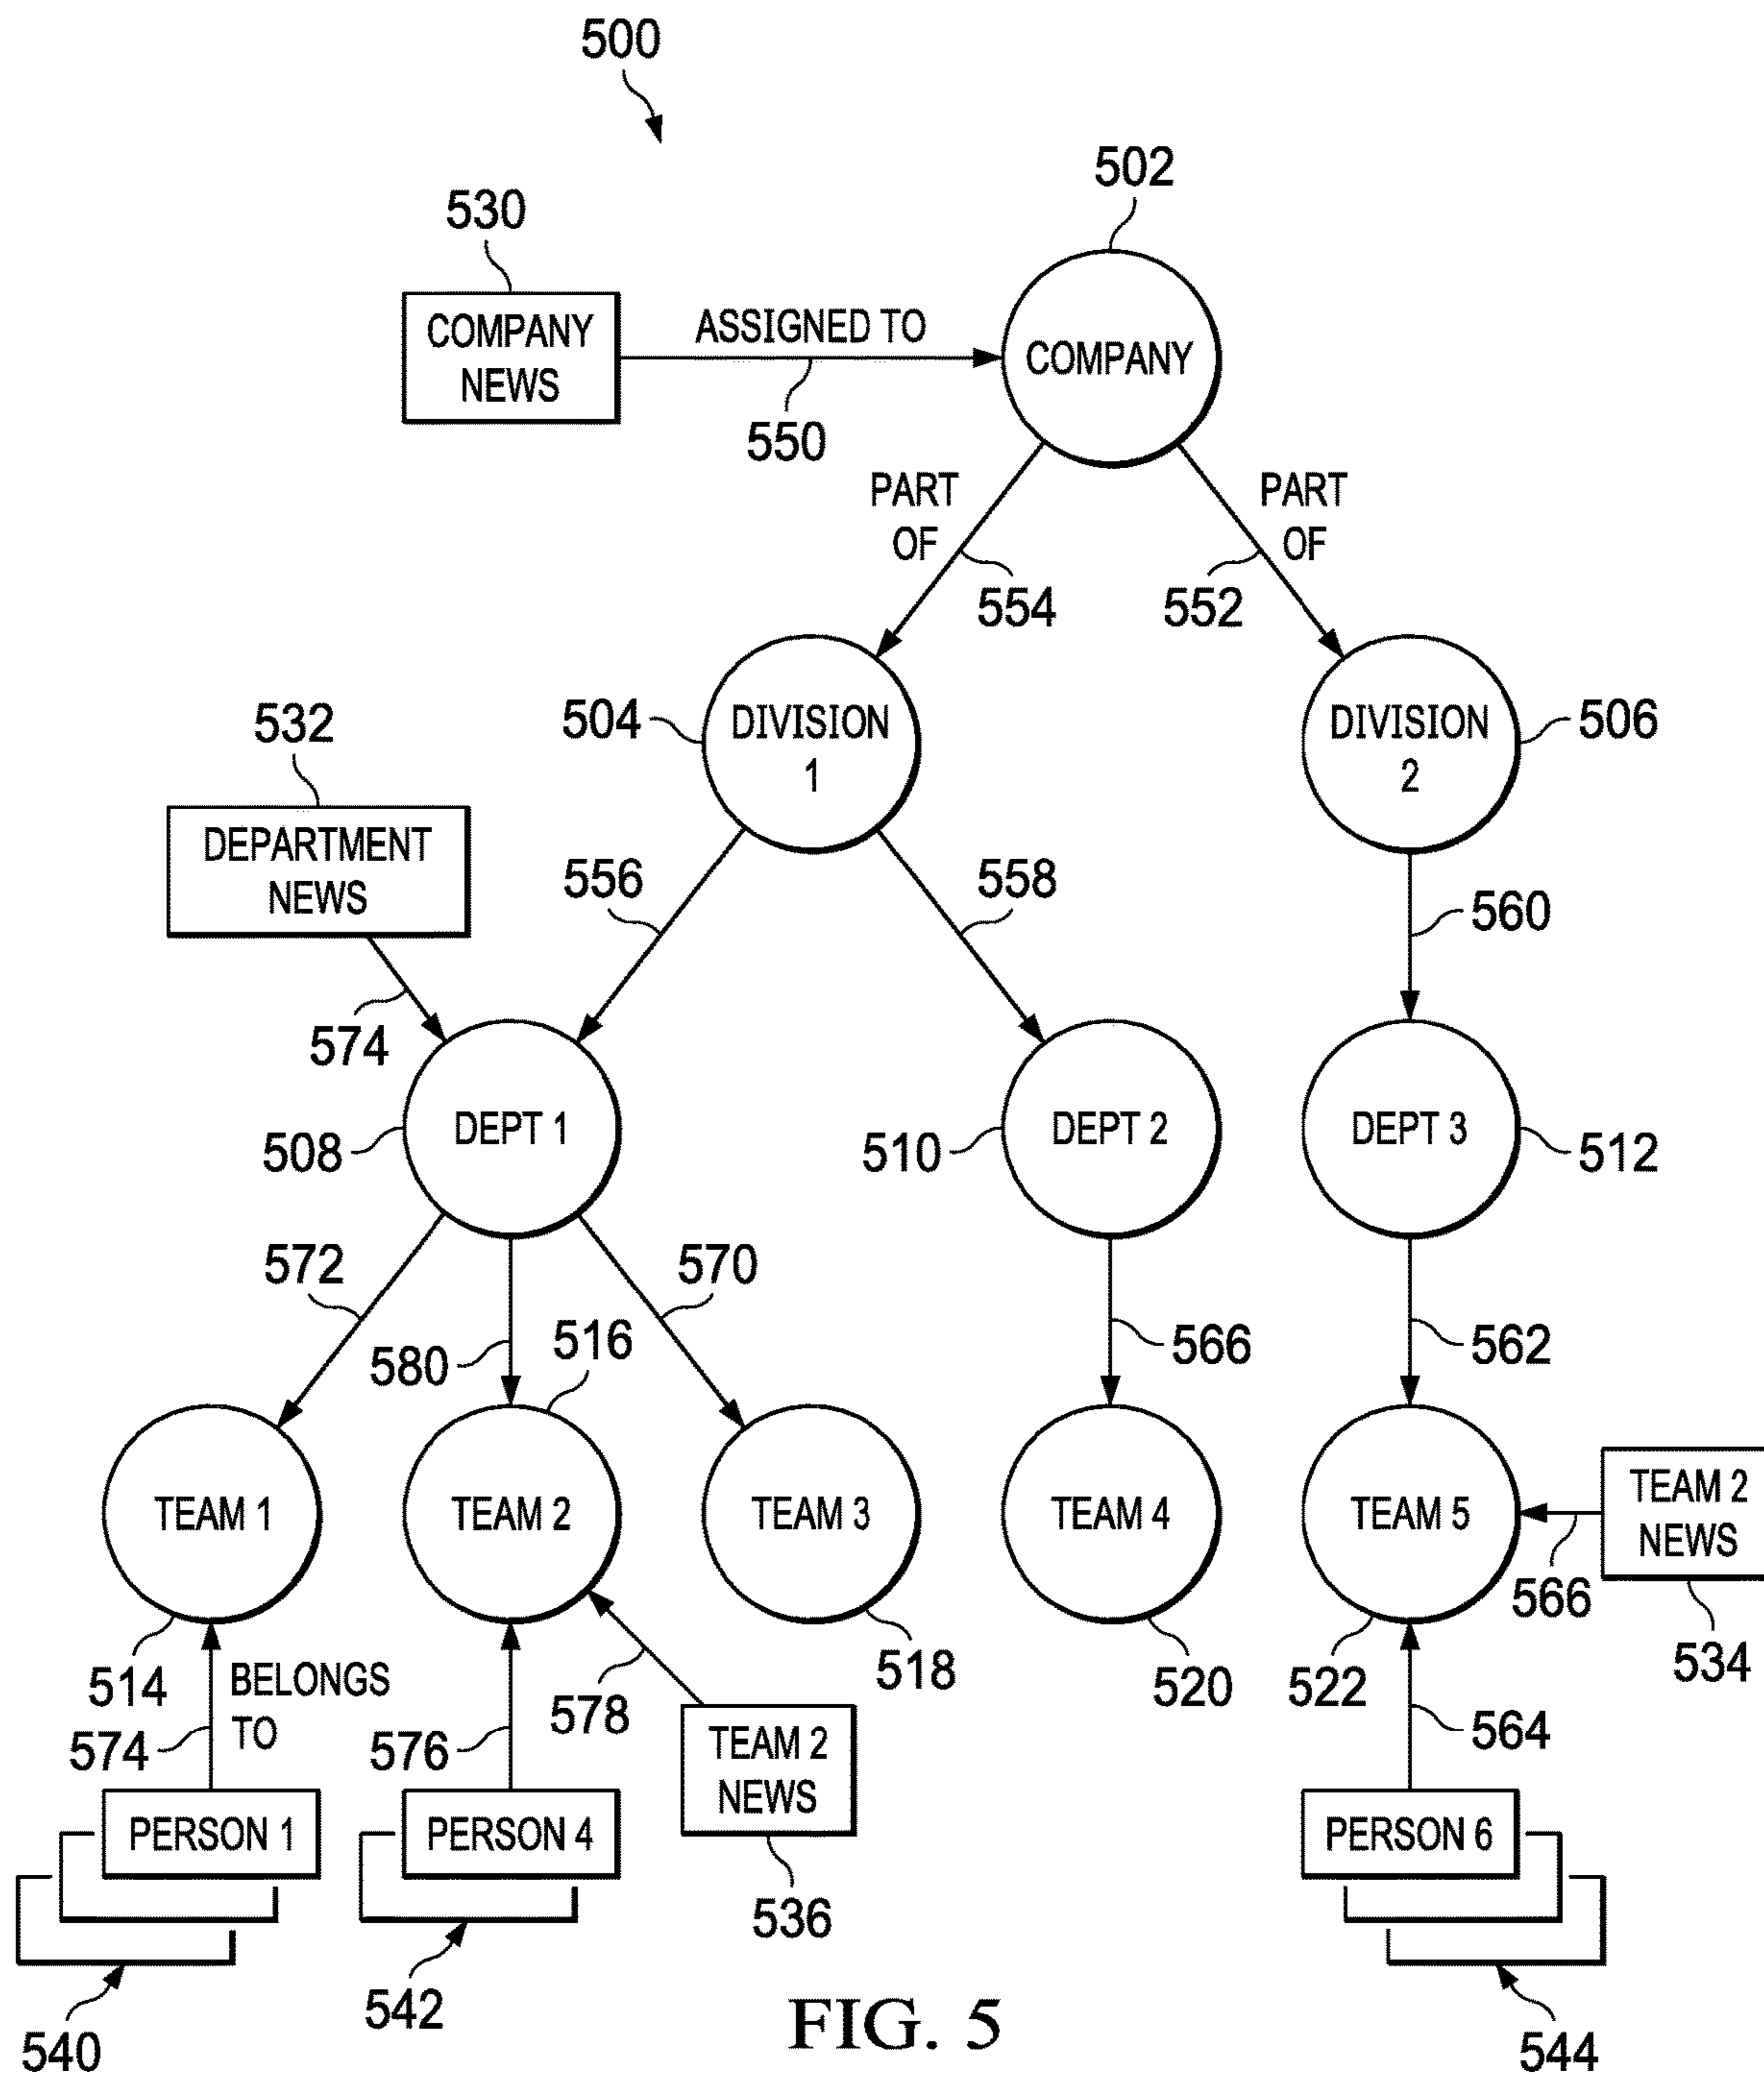 500
502
530
COMPANY
NEWS
ASSIGNED TO
550
COMPANY
PART
OF
554
PART
OF
552
504
DIVISION
1
DIVISION
2
506
532
DEPARTMENT
NEWS
556
558
560
574
508
DEPT 1
510
DEPT 2
DEPT 3
512
572
580
516
570
566
562
TEAM 1
TEAM 2
TEAM 3
TEAM 4
TEAM 5
TEAM 2
NEWS
566
534
514
574
BELONGS
TO
576
578
518
520
522
564
PERSON 1
PERSON 4
TEAM 2
NEWS
PERSON 6
536
540
542
544
FIG. 5